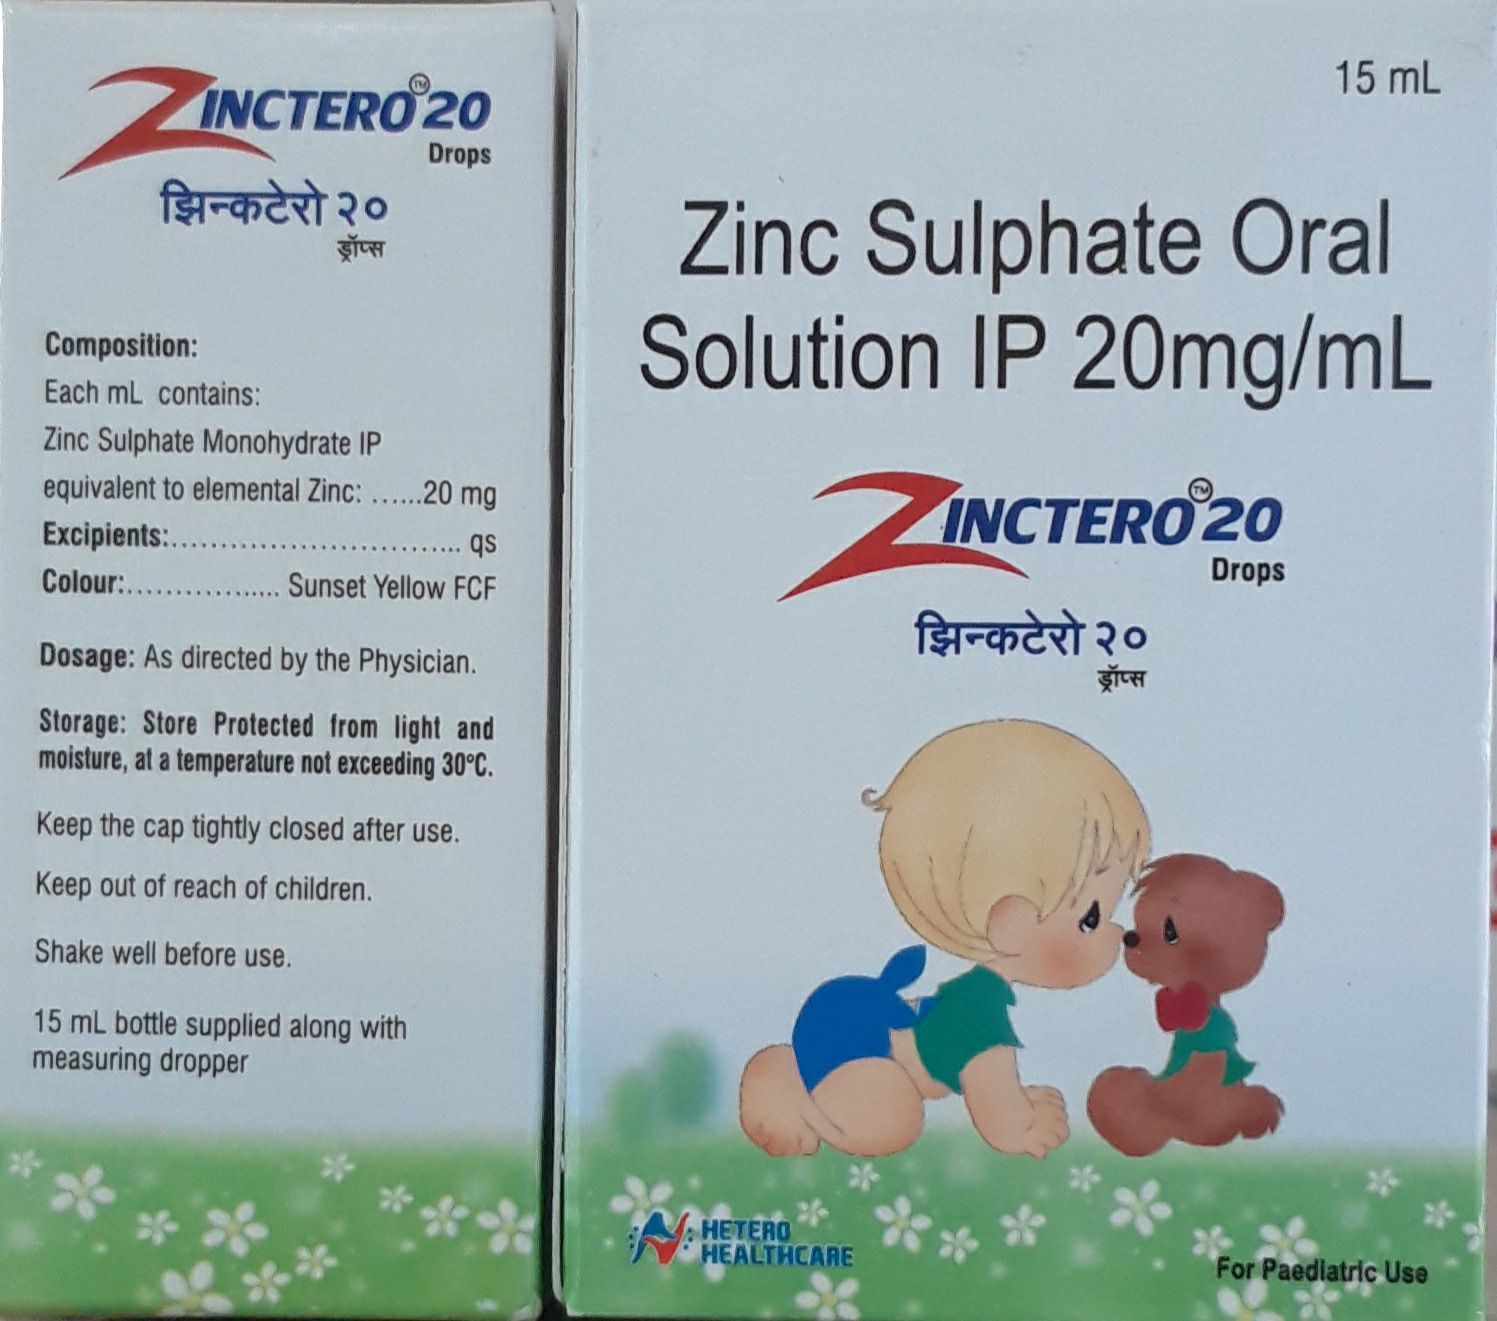 ZINCTERO™ 20
Drops
झिन्कटेरो २०
ड्रॉप्स
Composition:
Each mL contains:
Zinc Sulphate Monohydrate IP
equivalent to elemental Zinc: ......20 mg
Excipients:................................ qs
Colour:................. Sunset Yellow FCF
Dosage: As directed by the Physician.
Storage: Store Protected from light and
moisture, at a temperature not exceeding 30°C.
Keep the cap tightly closed after use.
Keep out of reach of children.
Shake well before use.
15 mL bottle supplied along with
measuring dropper
15 mL
Zinc Sulphate Oral
Solution IP 20mg/mL
ZINCTERO™ 20
Drops
झिन्कटेरो २०
ड्रॉप्स
HETERO
HEALTHCARE
For Paediatric Use